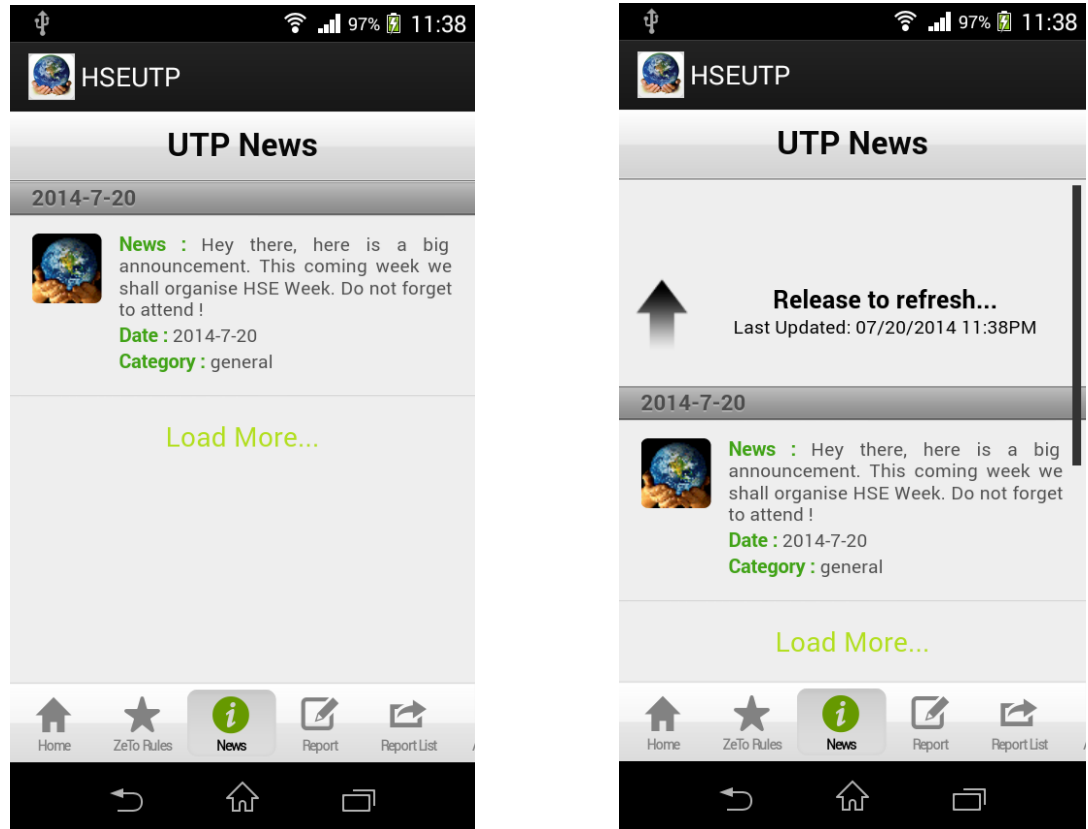 97% 11:38
HSEUTP
UTP News
2014-7-20
News : Hey there, here is a big
announcement. This coming week we
shall organise HSE Week. Do not forget
to attend !
Date : 2014-7-20
Category : general
Load More...
Home ZeTo Rules News Report Report List
97% 11:38
HSEUTP
UTP News
Release to refresh...
Last Updated: 07/20/2014 11:38PM
2014-7-20
News : Hey there, here is a big
announcement. This coming week we
shall organise HSE Week. Do not forget
to attend !
Date : 2014-7-20
Category : general
Load More...
Home ZeTo Rules News Report Report List